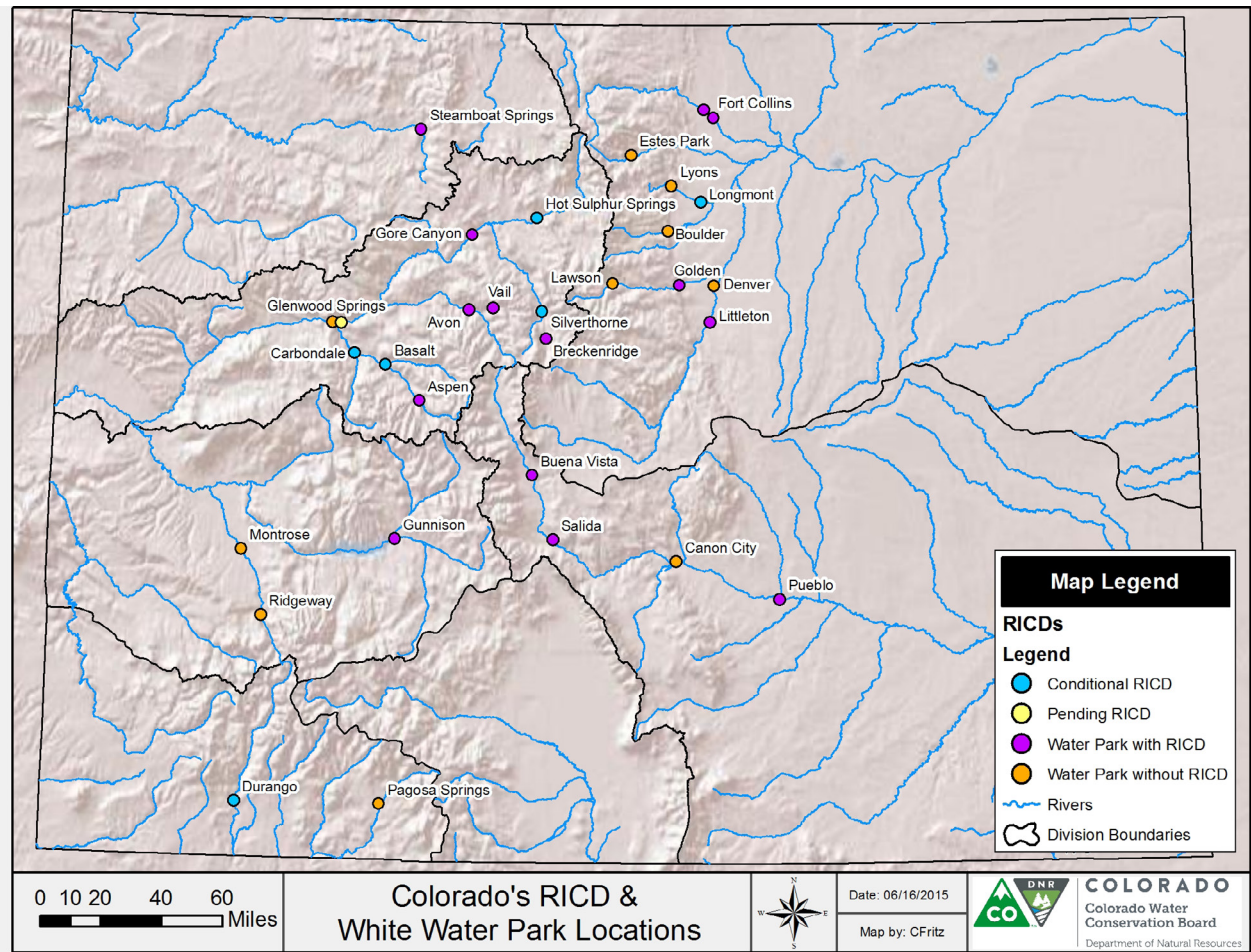 Fort Collins
Steamboat Springs
Estes Park
Lyons
Longmont
Hot Sulphur Springs
Gore Canyon
Boulder
Lawson
Golden
Denver
Glenwood Springs
Vail
Avon
Silverthorne
Littleton
Breckenridge
Carbondale
Basalt
Aspen
Buena Vista
Gunnison
Salida
Montrose
Canon City
Pueblo
Ridgeway
Durango
Pagosa Springs
Map Legend
RICDs
Legend
Conditional RICD
Pending RICD
Water Park with RICD
Water Park without RICD
Rivers
Division Boundaries
0 10 20 40 60
Miles
Colorado's RICD &
White Water Park Locations
N
W E
S
Date: 06/16/2015
Map by: CFritz
CO
DNR
COLORADO
Colorado Water
Conservation Board
Department of Natural Resources